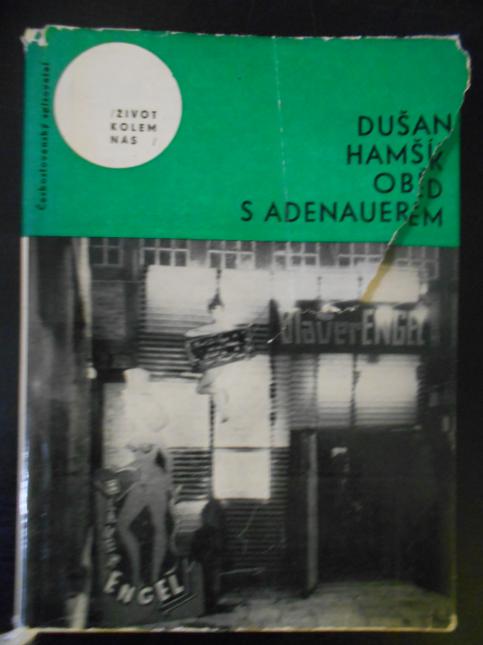 Československý spisovatel
/ŽIVOT
KOLEM
NÁS /
DUŠAN
HAMŠÍK
OBĚD
S ADENAUEREM
BlauerENGEL
ENGEL